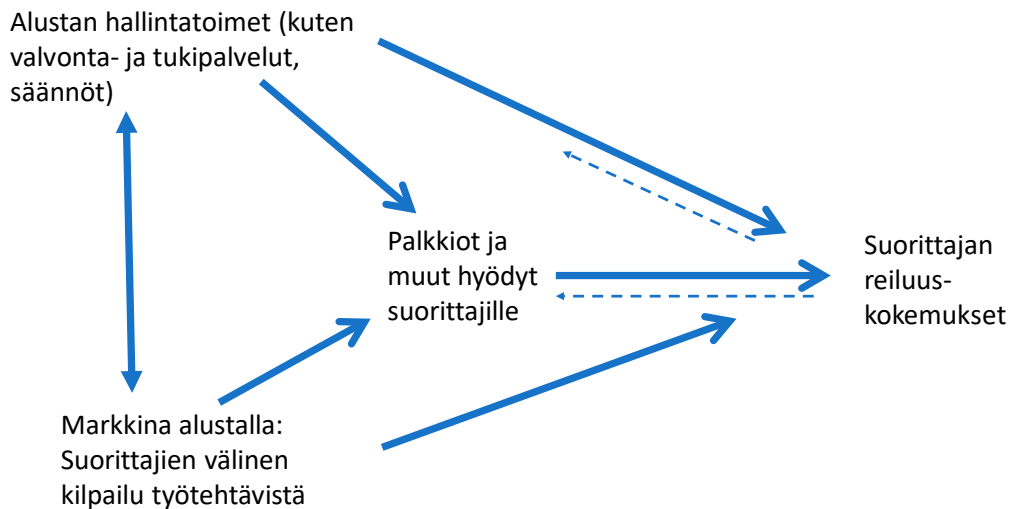 Alustan hallintatoimet (kuten
valvonta- ja tukipalvelut,
säännöt)
Palkkiot ja
muut hyödyt
suorittajille
Suorittajan
reiluus-
kokemukset
Markkina alustalla:
Suorittajien välinen
kilpailu työtehtävistä